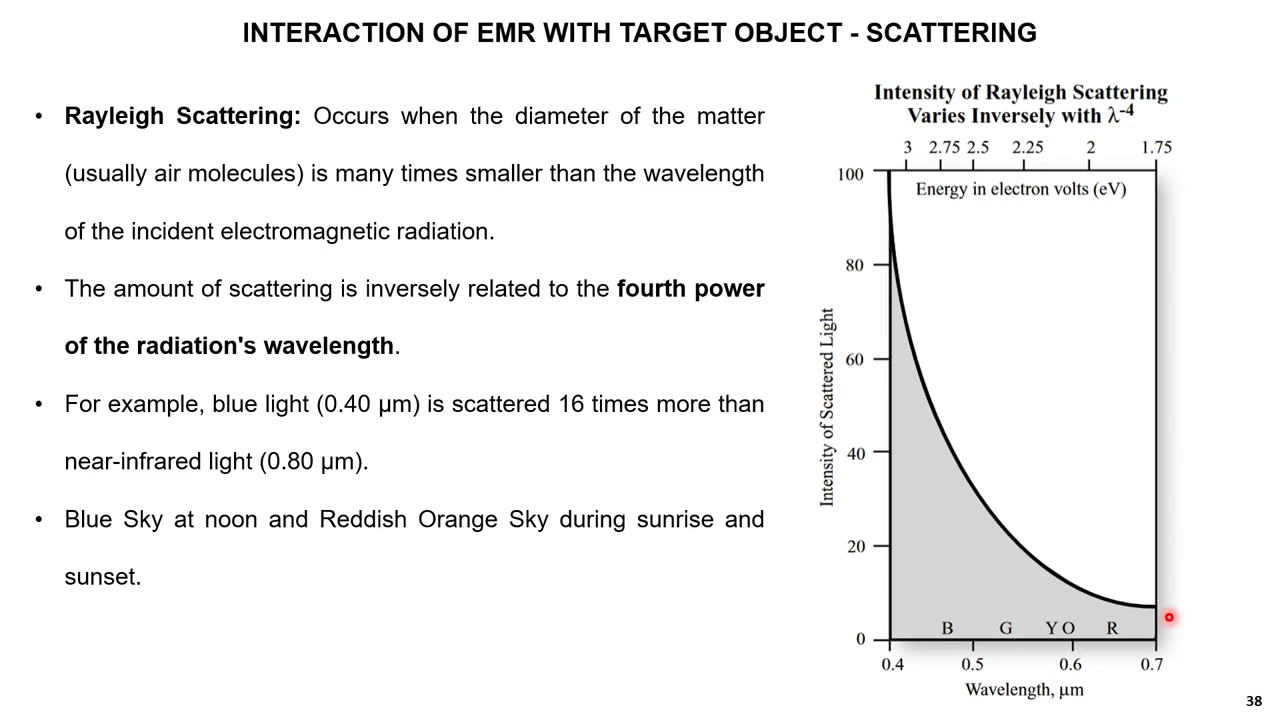 INTERACTION OF EMR WITH TARGET OBJECT - SCATTERING
• Rayleigh Scattering: Occurs when the diameter of the matter
(usually air molecules) is many times smaller than the wavelength
of the incident electromagnetic radiation.
• The amount of scattering is inversely related to the fourth power
of the radiation's wavelength.
• For example, blue light (0.40 µm) is scattered 16 times more than
near-infrared light (0.80 µm).
• Blue Sky at noon and Reddish Orange Sky during sunrise and
sunset.
Intensity of Rayleigh Scattering
Varies Inversely with λ⁻⁴
3 2.75 2.5 2.25 2 1.75
Energy in electron volts (eV)
100
80
60
40
20
0
Intensity of Scattered Light
B G Y O R
0.4 0.5 0.6 0.7
Wavelength, µm
38